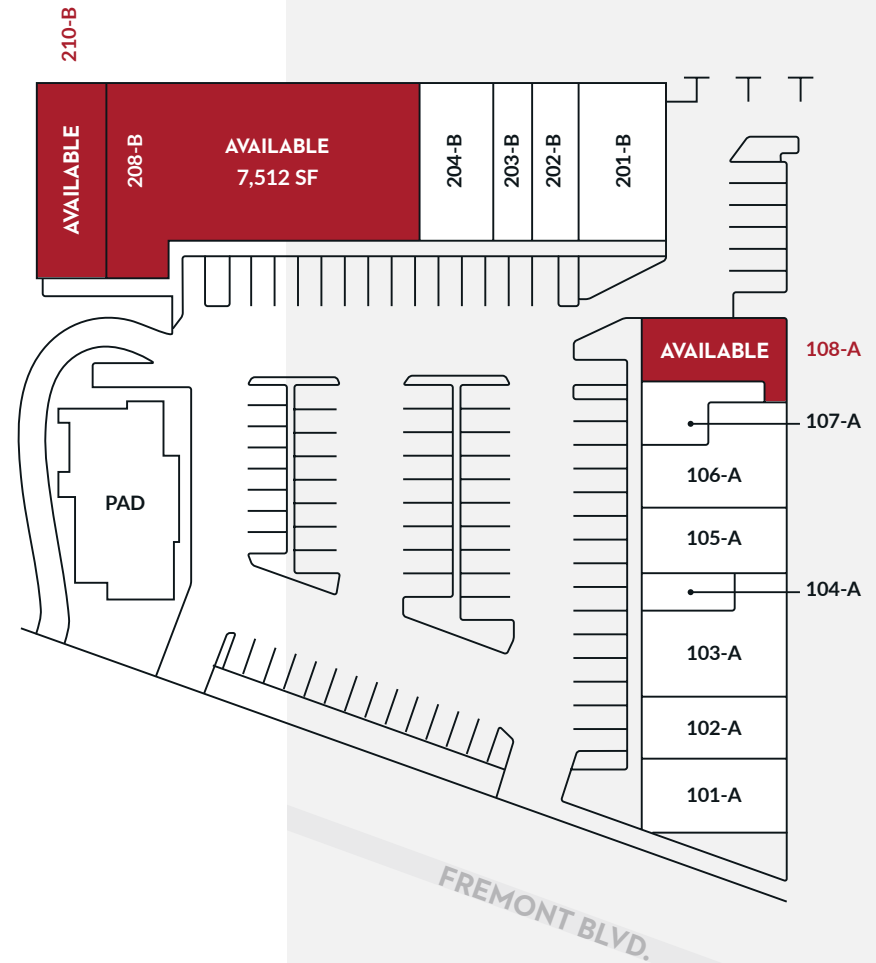 210-B
AVAILABLE
208-B
AVAILABLE
7,512 SF
204-B
203-B
202-B
201-B
AVAILABLE
108-A
107-A
106-A
105-A
104-A
103-A
102-A
101-A
PAD
FREMONT BLVD.